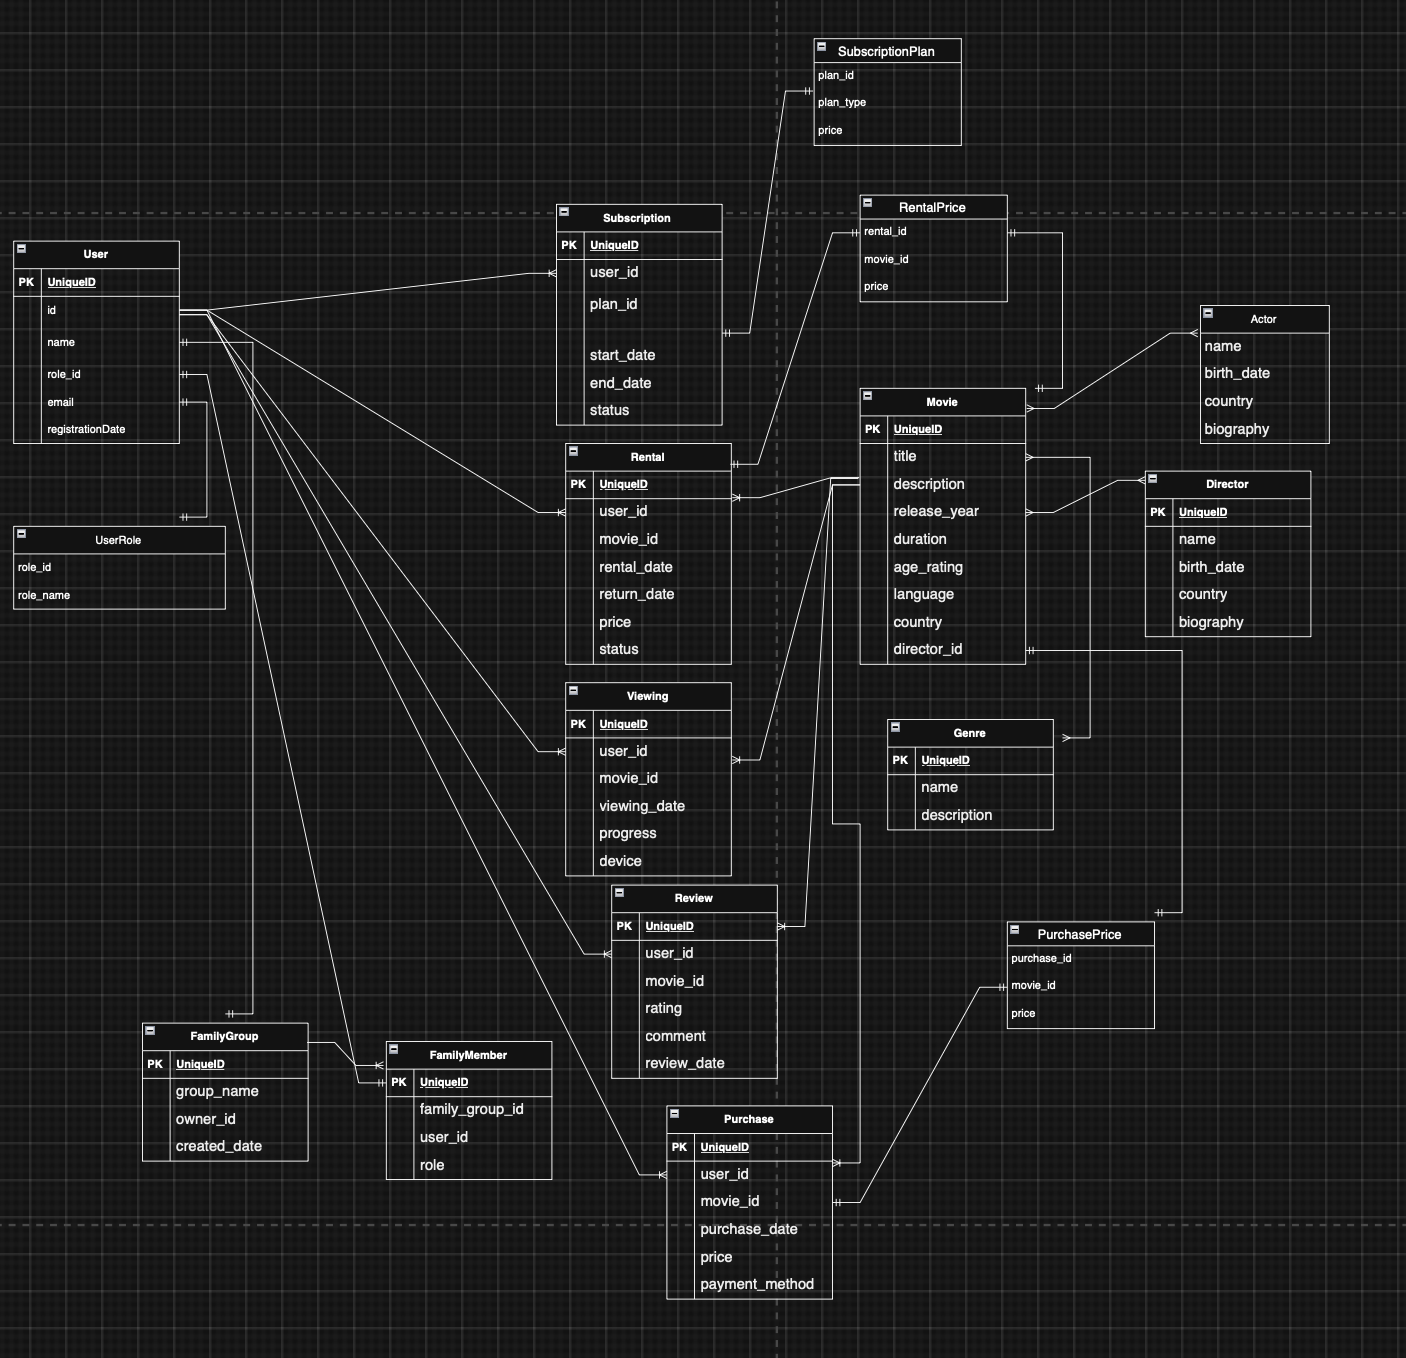 SubscriptionPlan
plan_id
plan_type
price
RentalPrice
rental_id
movie_id
price
Subscription
PK UniqueID
user_id
plan_id
start_date
end_date
status
User
PK UniqueID
id
name
role_id
email
registrationDate
Actor
name
birth_date
country
biography
Movie
PK UniqueID
title
description
release_year
duration
age_rating
language
country
director_id
Rental
PK UniqueID
user_id
movie_id
rental_date
return_date
price
status
Director
PK UniqueID
name
birth_date
country
biography
UserRole
role_id
role_name
Viewing
PK UniqueID
user_id
movie_id
viewing_date
progress
device
Genre
PK UniqueID
name
description
Review
PK UniqueID
user_id
movie_id
rating
comment
review_date
PurchasePrice
purchase_id
movie_id
price
FamilyGroup
PK UniqueID
group_name
owner_id
created_date
FamilyMember
PK UniqueID
family_group_id
user_id
role
Purchase
PK UniqueID
user_id
movie_id
purchase_date
price
payment_method